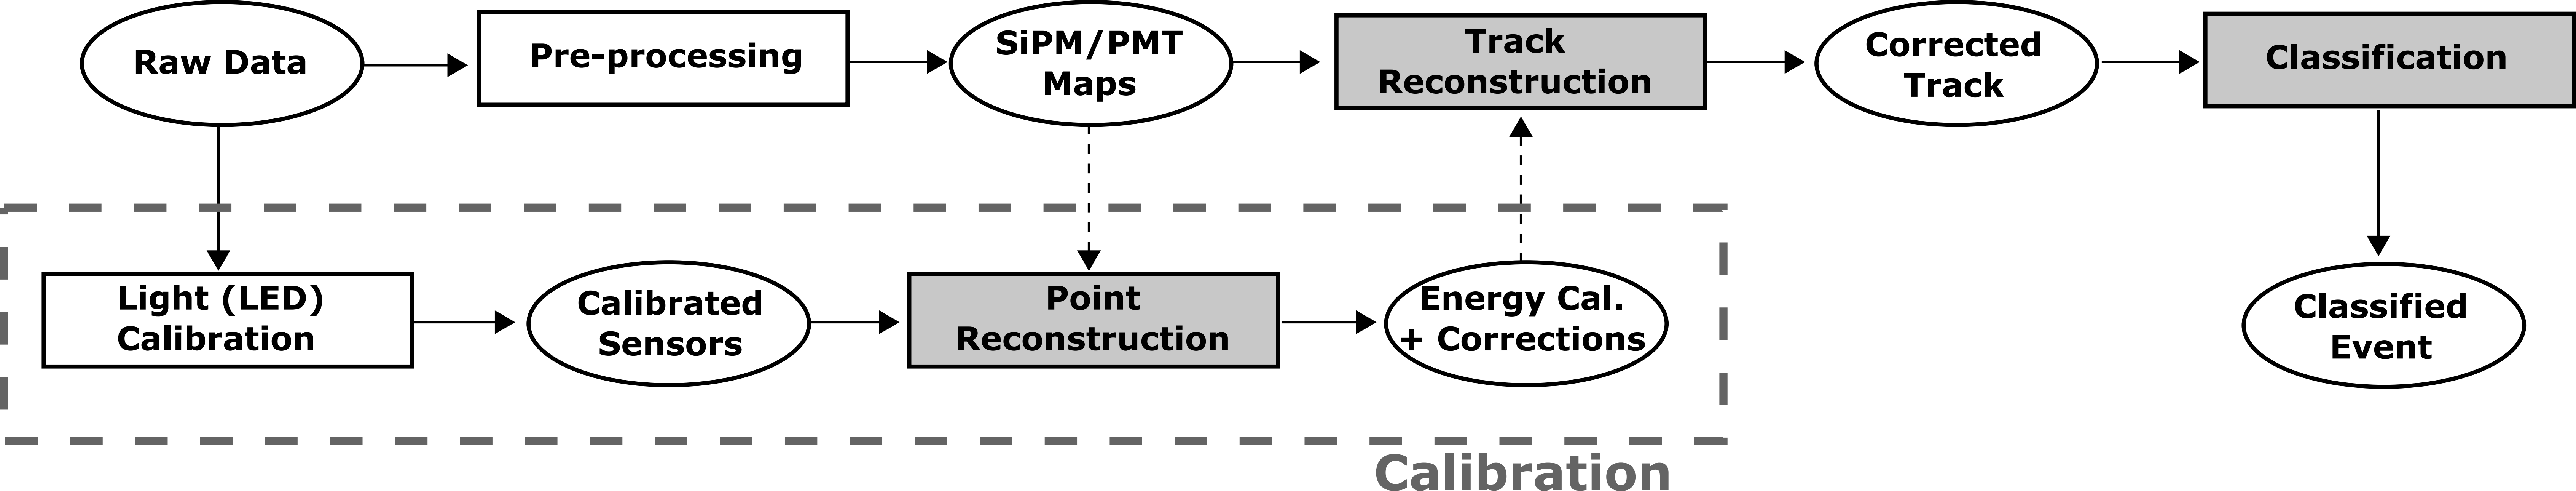 Raw Data
Pre-processing
SiPM/PMT
Maps
Track
Reconstruction
Corrected
Track
Classification
Light (LED)
Calibration
Calibrated
Sensors
Point
Reconstruction
Energy Cal.
+ Corrections
Classified
Event
Calibration